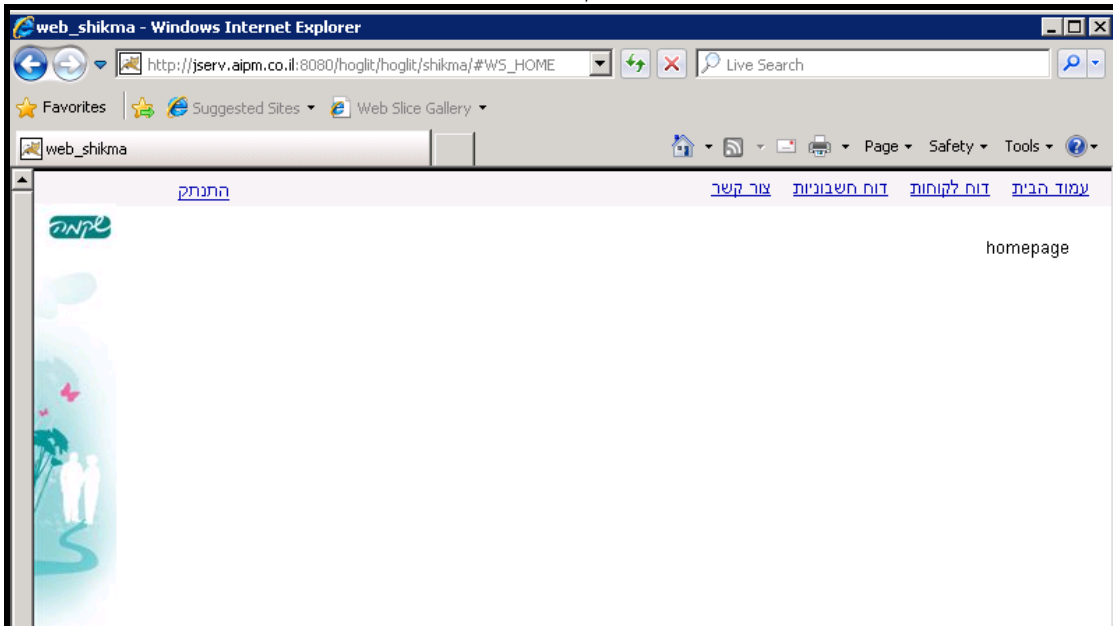 web_shikma - Windows Internet Explorer
http://jserv.aipm.co.il:8080/hoglit/hoglit/shikma/#WS_HOME Live Search
Favorites Suggested Sites Web Slice Gallery
web_shikma Page Safety Tools
עמוד הבית דוח לקוחות דוח חשבוניות צור קשר התנתק
שקמה
homepage